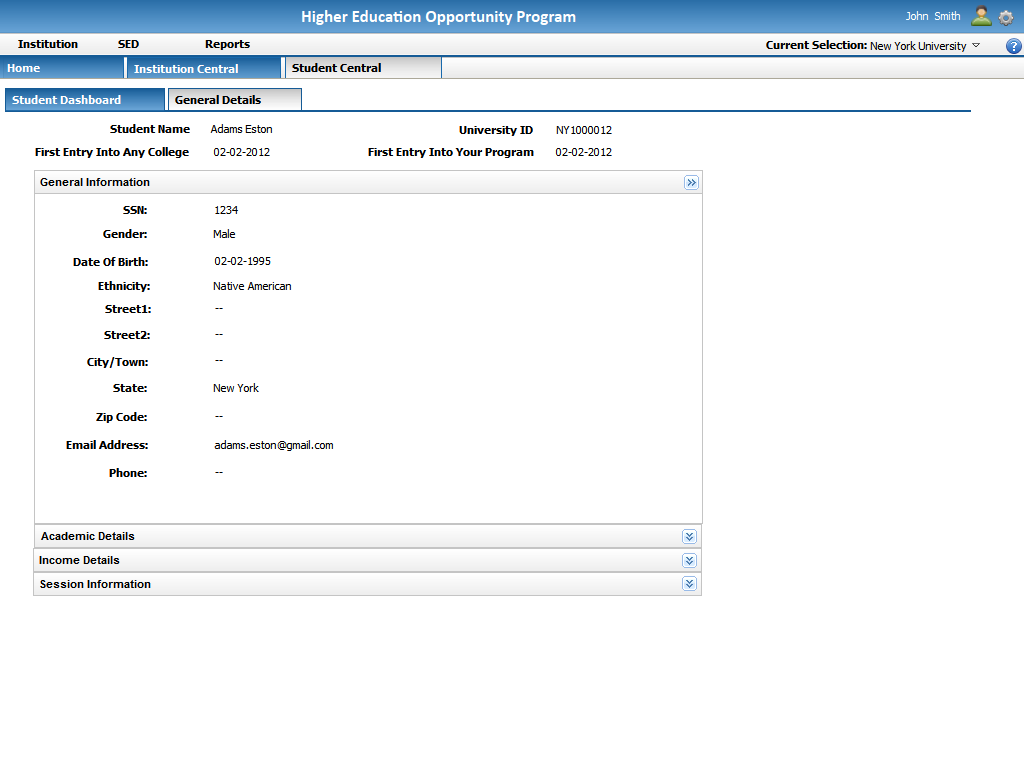 Higher Education Opportunity Program
John Smith
Institution SED Reports Current Selection: New York University
Home Institution Central Student Central
Student Dashboard General Details
Student Name Adams Eston University ID NY1000012
First Entry Into Any College 02-02-2012 First Entry Into Your Program 02-02-2012
General Information
SSN: 1234
Gender: Male
Date Of Birth: 02-02-1995
Ethnicity: Native American
Street1: --
Street2: --
City/Town: --
State: New York
Zip Code: --
Email Address: adams.eston@gmail.com
Phone: --
Academic Details
Income Details
Session Information